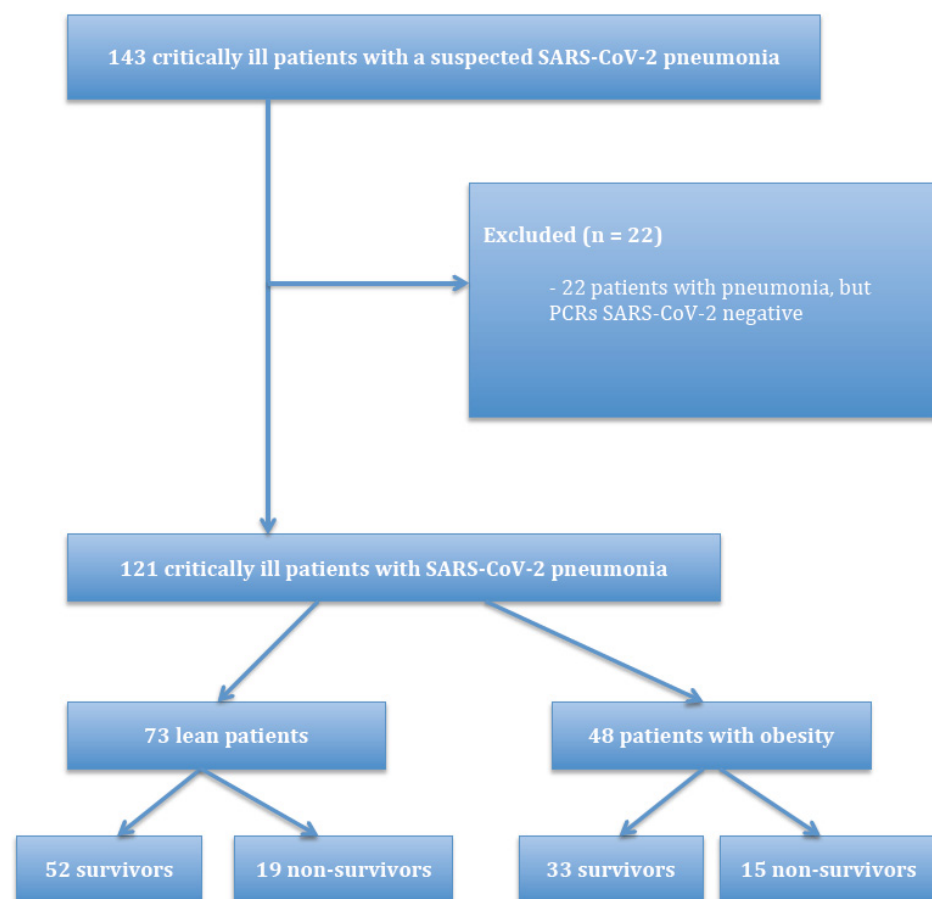 143 critically ill patients with a suspected SARS-CoV-2 pneumonia
Excluded (n = 22)
- 22 patients with pneumonia, but
PCRs SARS-CoV-2 negative
121 critically ill patients with SARS-CoV-2 pneumonia
73 lean patients
48 patients with obesity
52 survivors
19 non-survivors
33 survivors
15 non-survivors